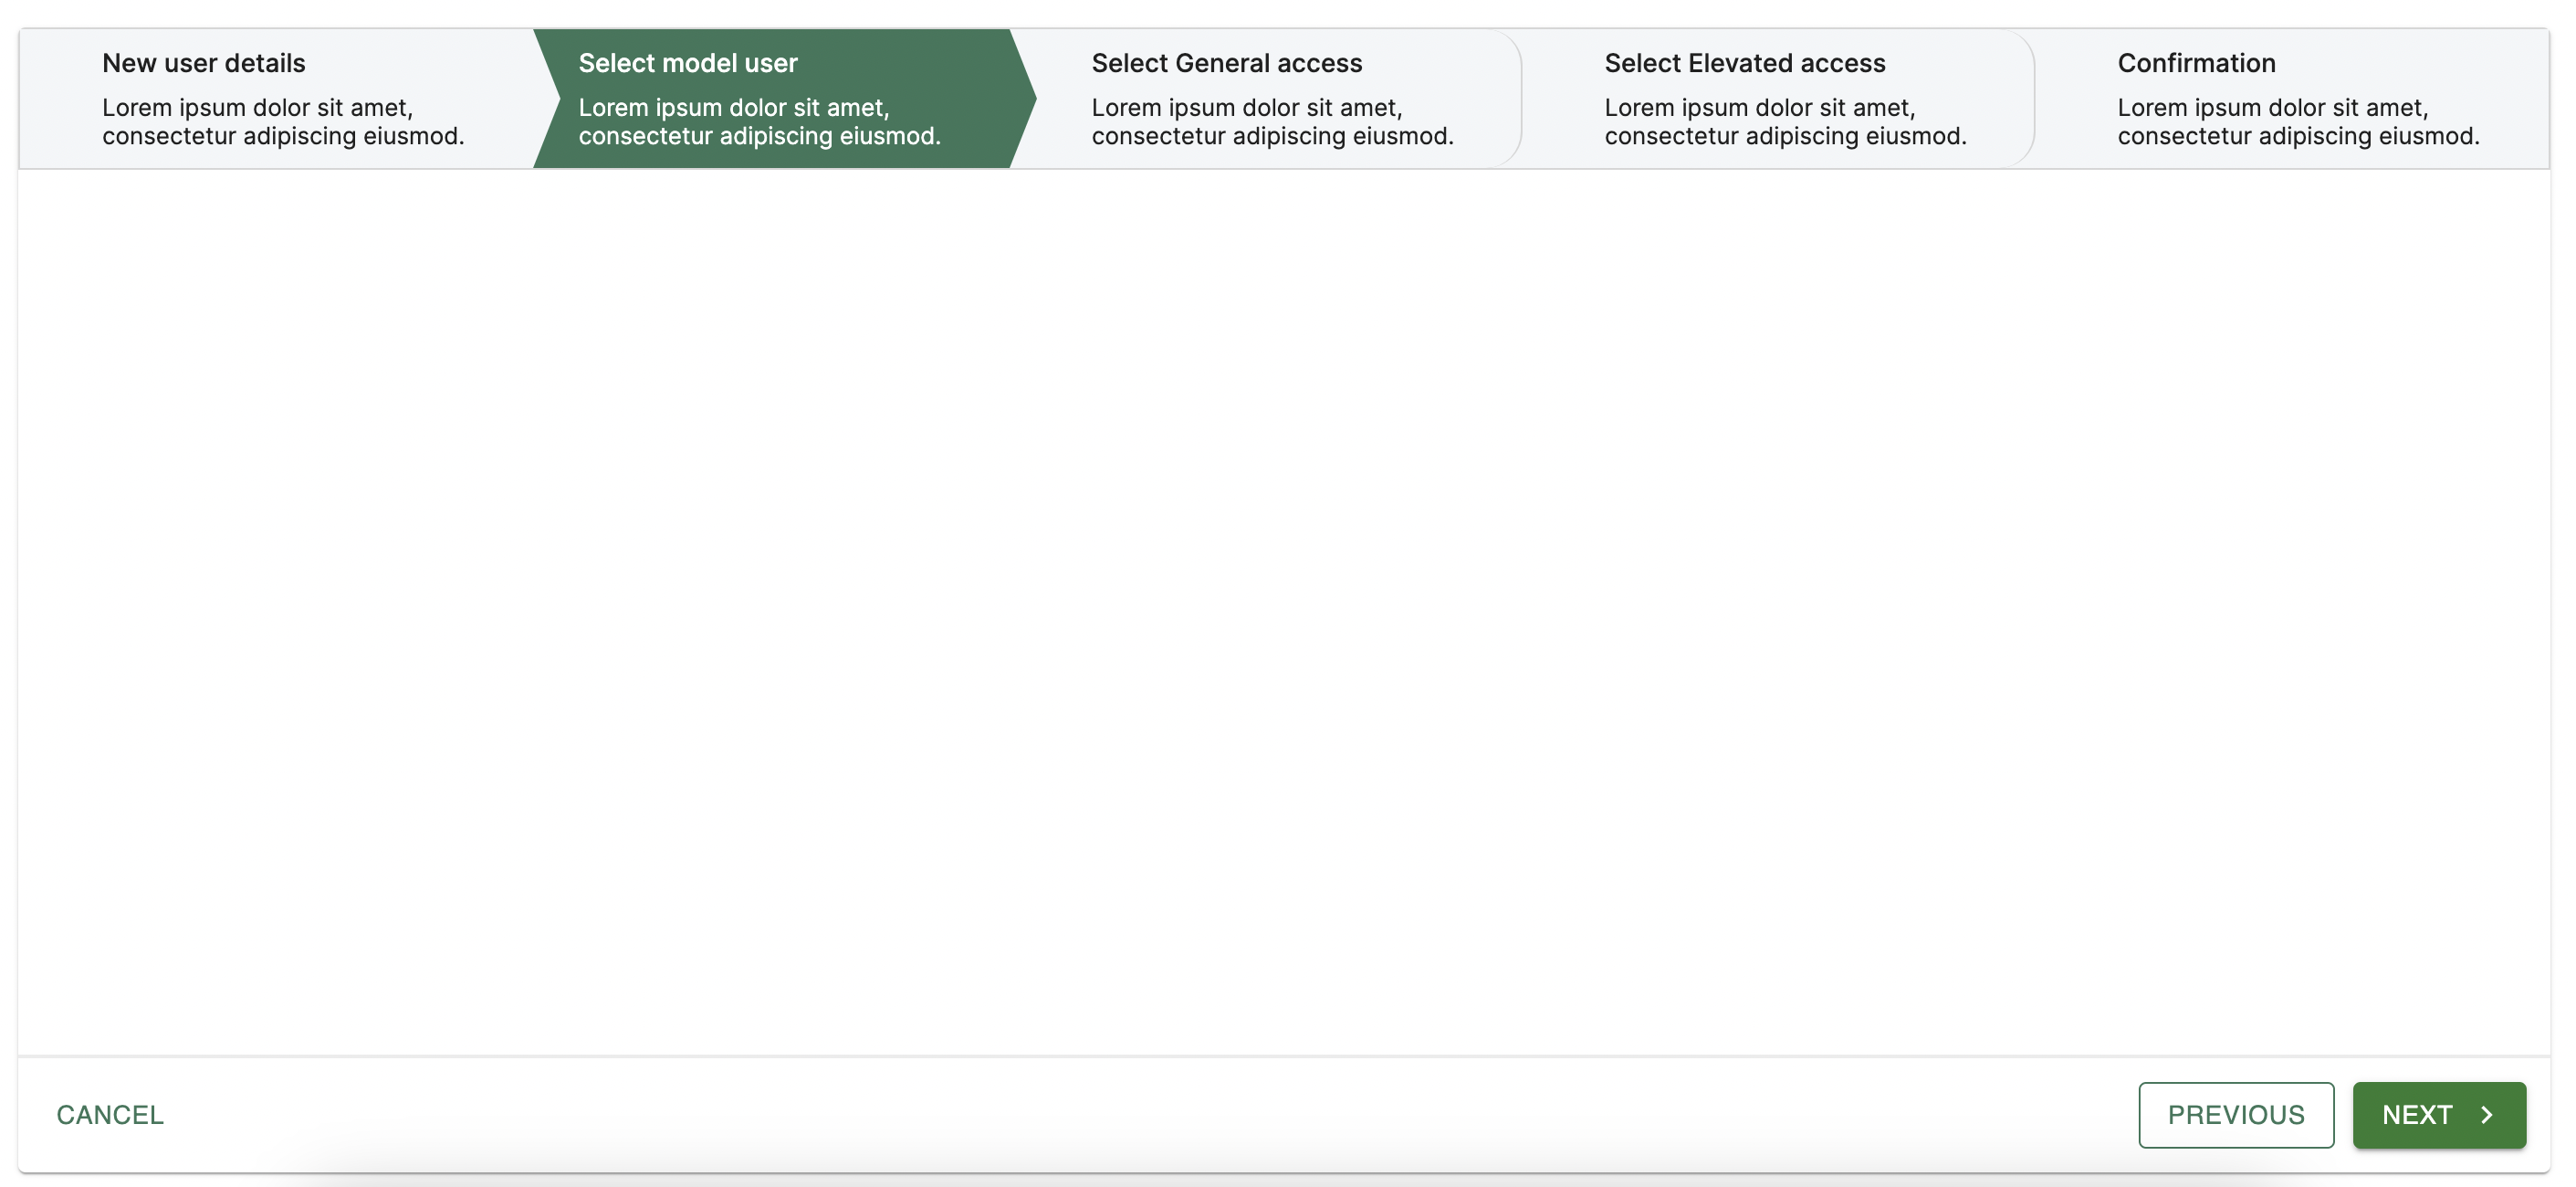 New user details
Lorem ipsum dolor sit amet,
consectetur adipiscing eiusmod.
Select model user
Lorem ipsum dolor sit amet,
consectetur adipiscing eiusmod.
Select General access
Lorem ipsum dolor sit amet,
consectetur adipiscing eiusmod.
Select Elevated access
Lorem ipsum dolor sit amet,
consectetur adipiscing eiusmod.
Confirmation
Lorem ipsum dolor sit amet,
consectetur adipiscing eiusmod.
CANCEL
PREVIOUS
NEXT